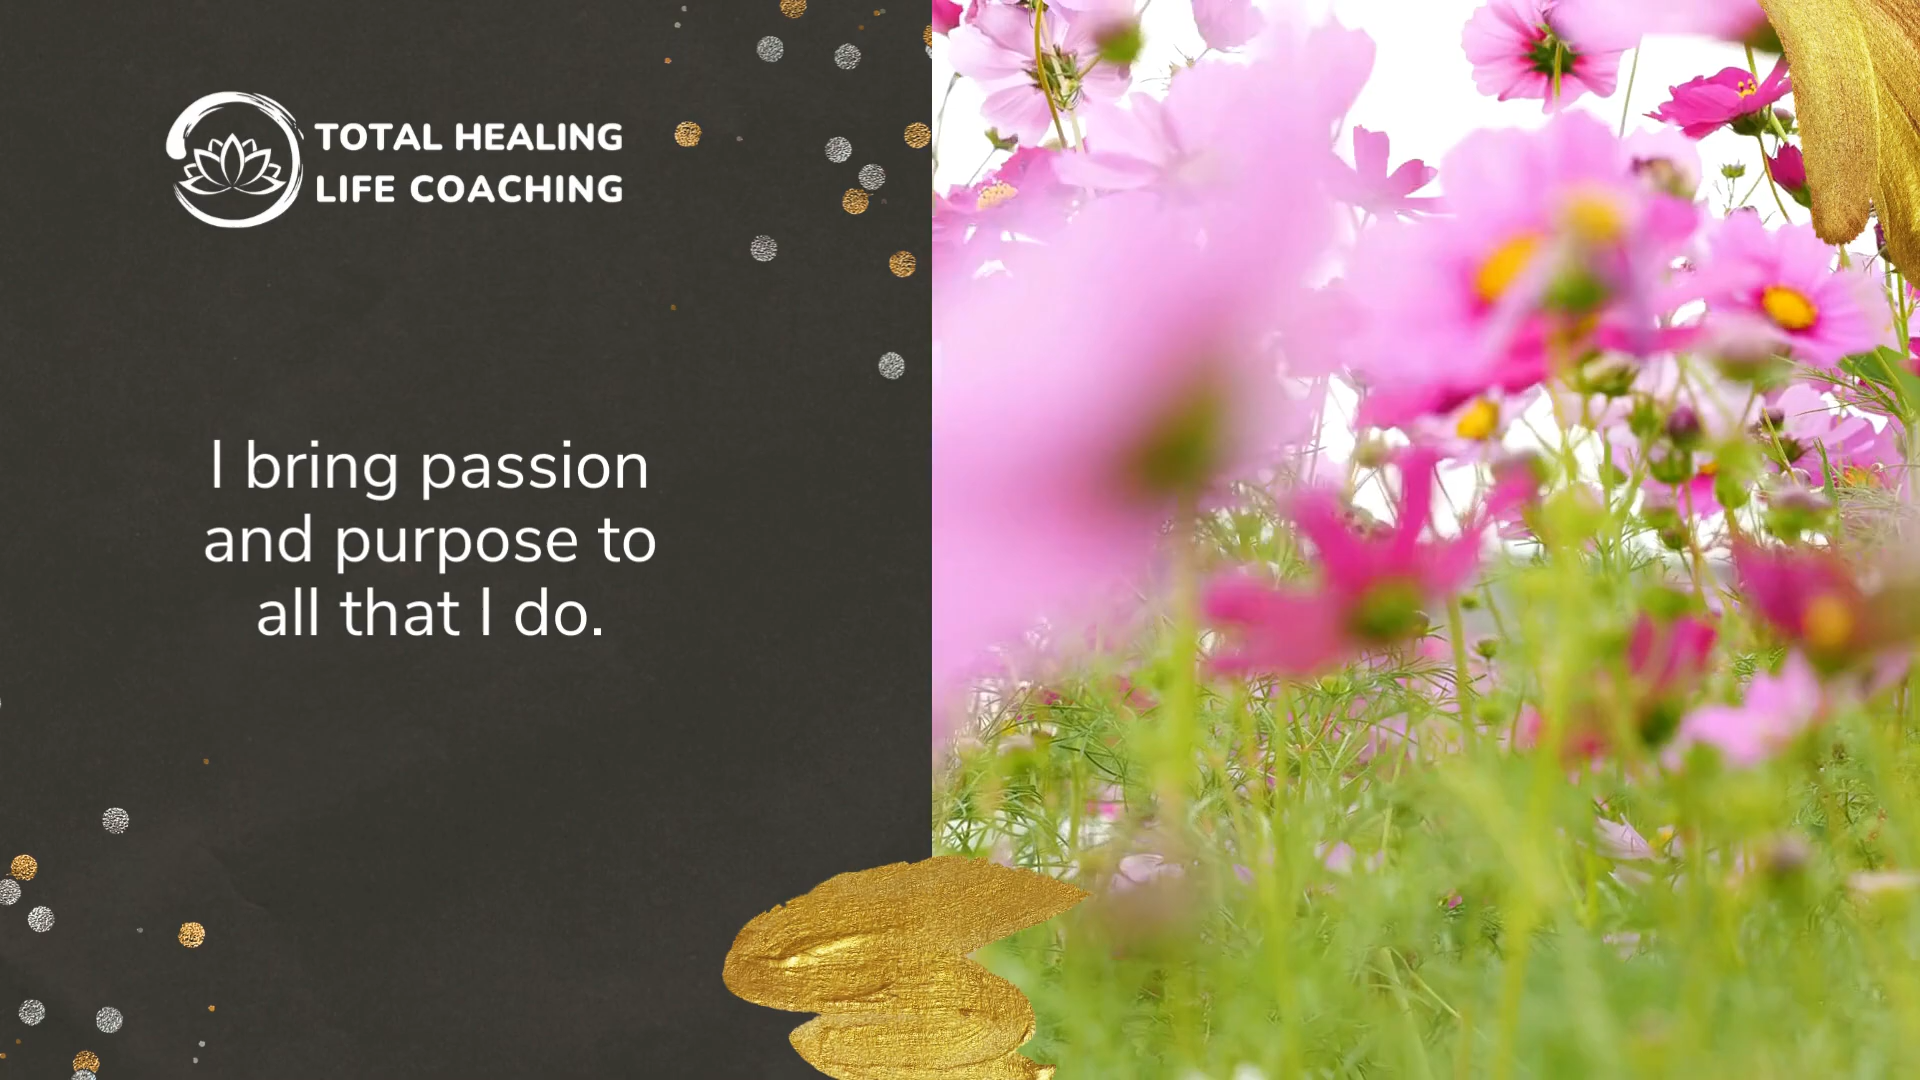 TOTAL HEALING
LIFE COACHING
I bring passion
and purpose to
all that I do.